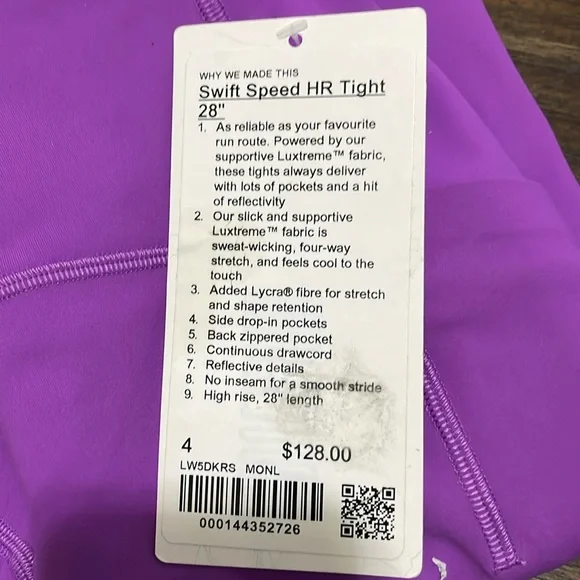 WHY WE MADE THIS
Swift Speed HR Tight
28"
1. As reliable as your favourite
run route. Powered by our
supportive Luxtreme™ fabric,
these tights always deliver
with lots of pockets and a hit
of reflectivity
2. Our slick and supportive
Luxtreme™ fabric is
sweat-wicking, four-way
stretch, and feels cool to the
touch
3. Added Lycra® fibre for stretch
and shape retention
4. Side drop-in pockets
5. Back zippered pocket
6. Continuous drawcord
7. Reflective details
8. No inseam for a smooth stride
9. High rise, 28" length
4 $128.00
LW5DKRS MONL
000144352726